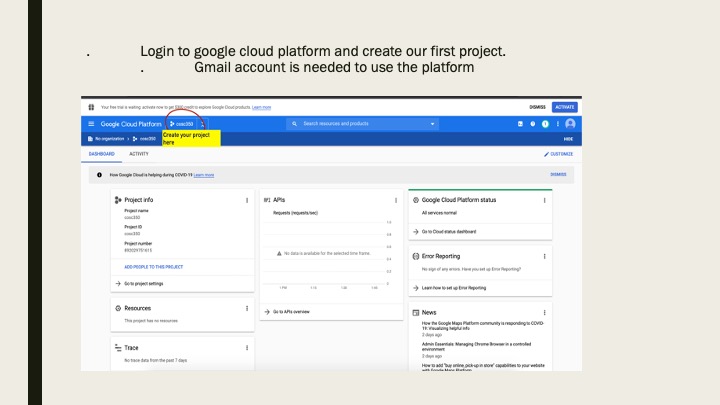 . Login to google cloud platform and create our first project.
. Gmail account is needed to use the platform
Your free trial is waiting: activate now to get $300 credit to explore Google Cloud products. Learn more
DISMISS ACTIVATE
Google Cloud Platform
Search resources and products
Create your project
here
No organization
HIDE
DASHBOARD ACTIVITY
CUSTOMIZE
How Google Cloud is helping during COVID-19 Learn more
DISMISS
Project info
Project name
Project ID
Project number
ADD PEOPLE TO THIS PROJECT
Go to project settings
Resources
This project has no resources
Trace
No trace data from the past 7 days
APIs
Requests (requests/sec)
1.0
0.8
0.6
No data is available for the selected time frame.
0.4
0.2
0
Go to APIs overview
Google Cloud Platform status
All services normal
Go to Cloud status dashboard
Error Reporting
No sign of any errors. Have you set up Error Reporting?
Learn how to set up Error Reporting
News
How the Google Maps Platform community is responding to COVID-
19: Visualizing helpful info
2 days ago
Admin Essentials: Managing Chrome Browser in a controlled
environment
2 days ago
How to add "buy online, pick-up in store" capabilities to your website
with Google Maps Platform